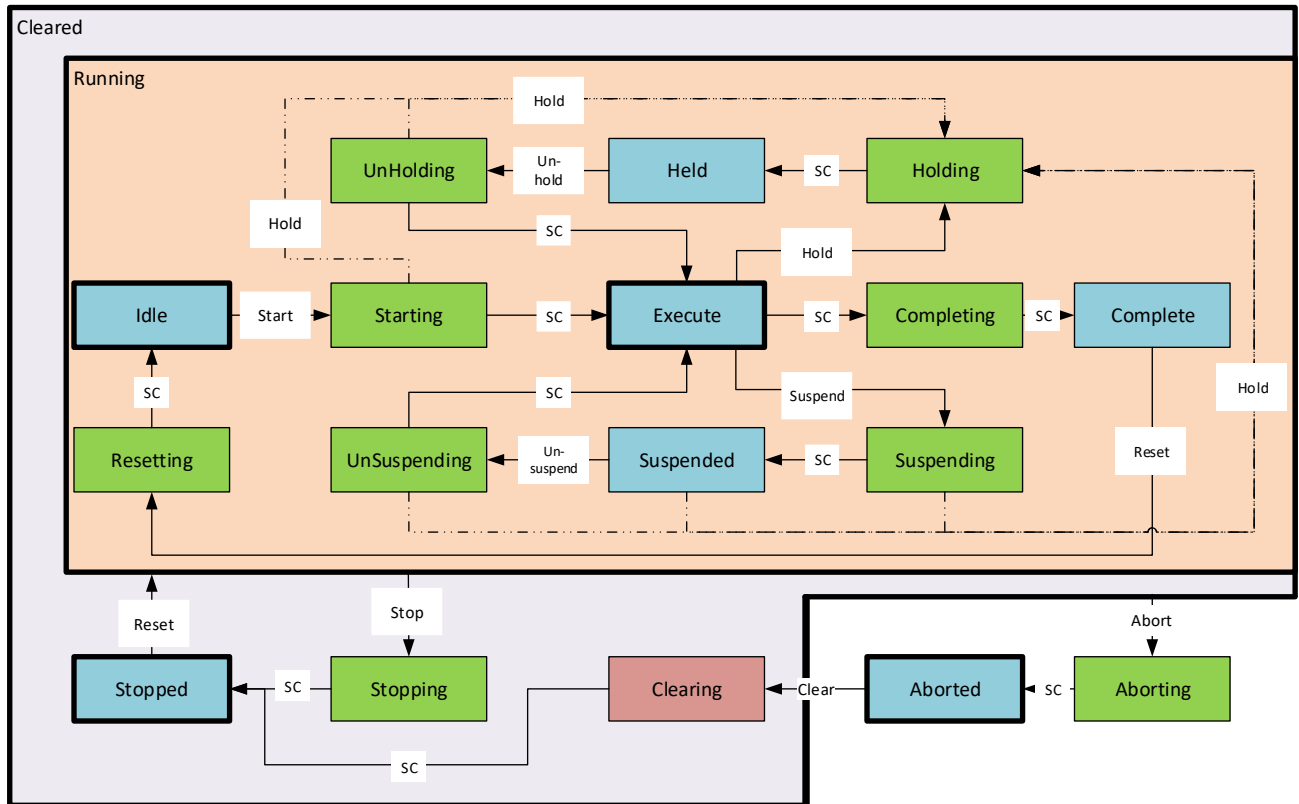 Cleared
Running
Hold
UnHolding
Un-
hold
Held
SC
Holding
Hold
SC
Hold
Idle
Start
Starting
SC
Execute
SC
Completing
SC
Complete
SC
SC
Suspend
Hold
Resetting
UnSuspending
Un-
suspend
Suspended
SC
Suspending
Reset
Reset
Stop
Abort
Stopped
SC
Stopping
Clearing
Clear
Aborted
SC
Aborting
SC